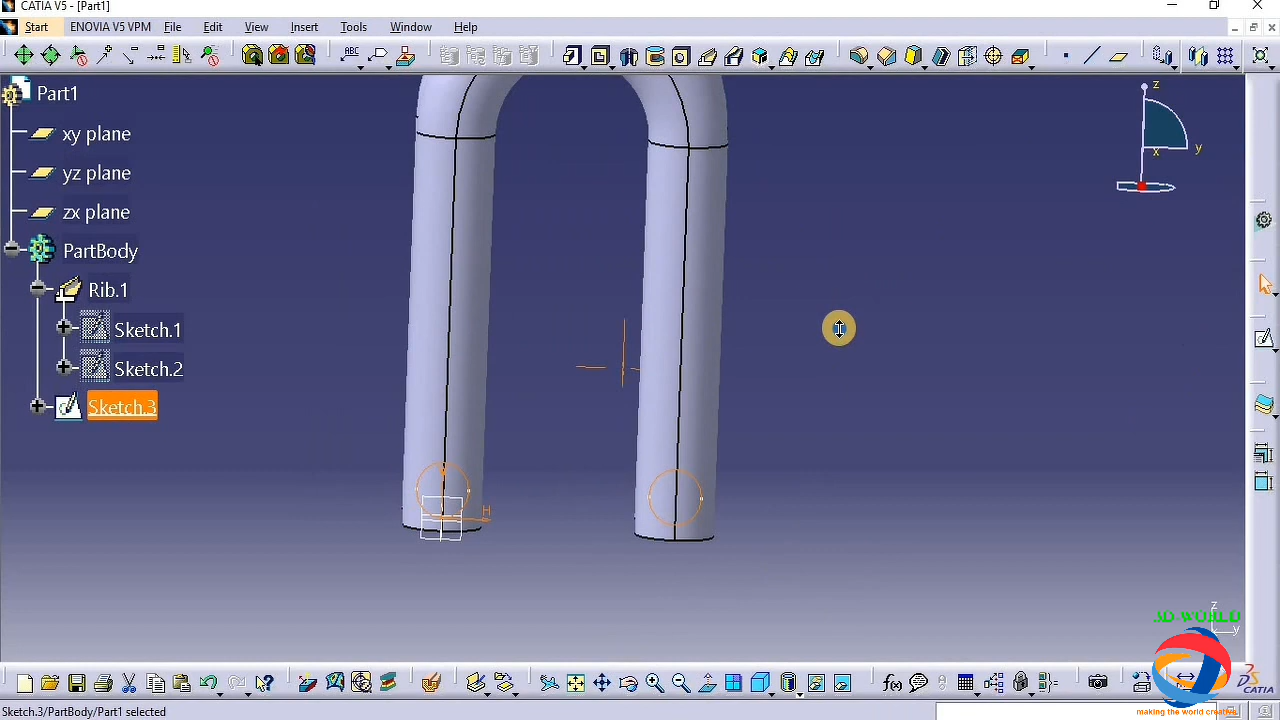 CATIA V5 - [Part1]
Start ENOVIA V5 VPM File Edit View Insert Tools Window Help
ABC
Part1
xy plane
yz plane
zx plane
PartBody
Rib.1
Sketch.1
Sketch.2
Sketch.3
z
y
x
H
z
y
3D-WORLD
f(x)
CATIA
making the world creative
Sketch.3/PartBody/Part1 selected